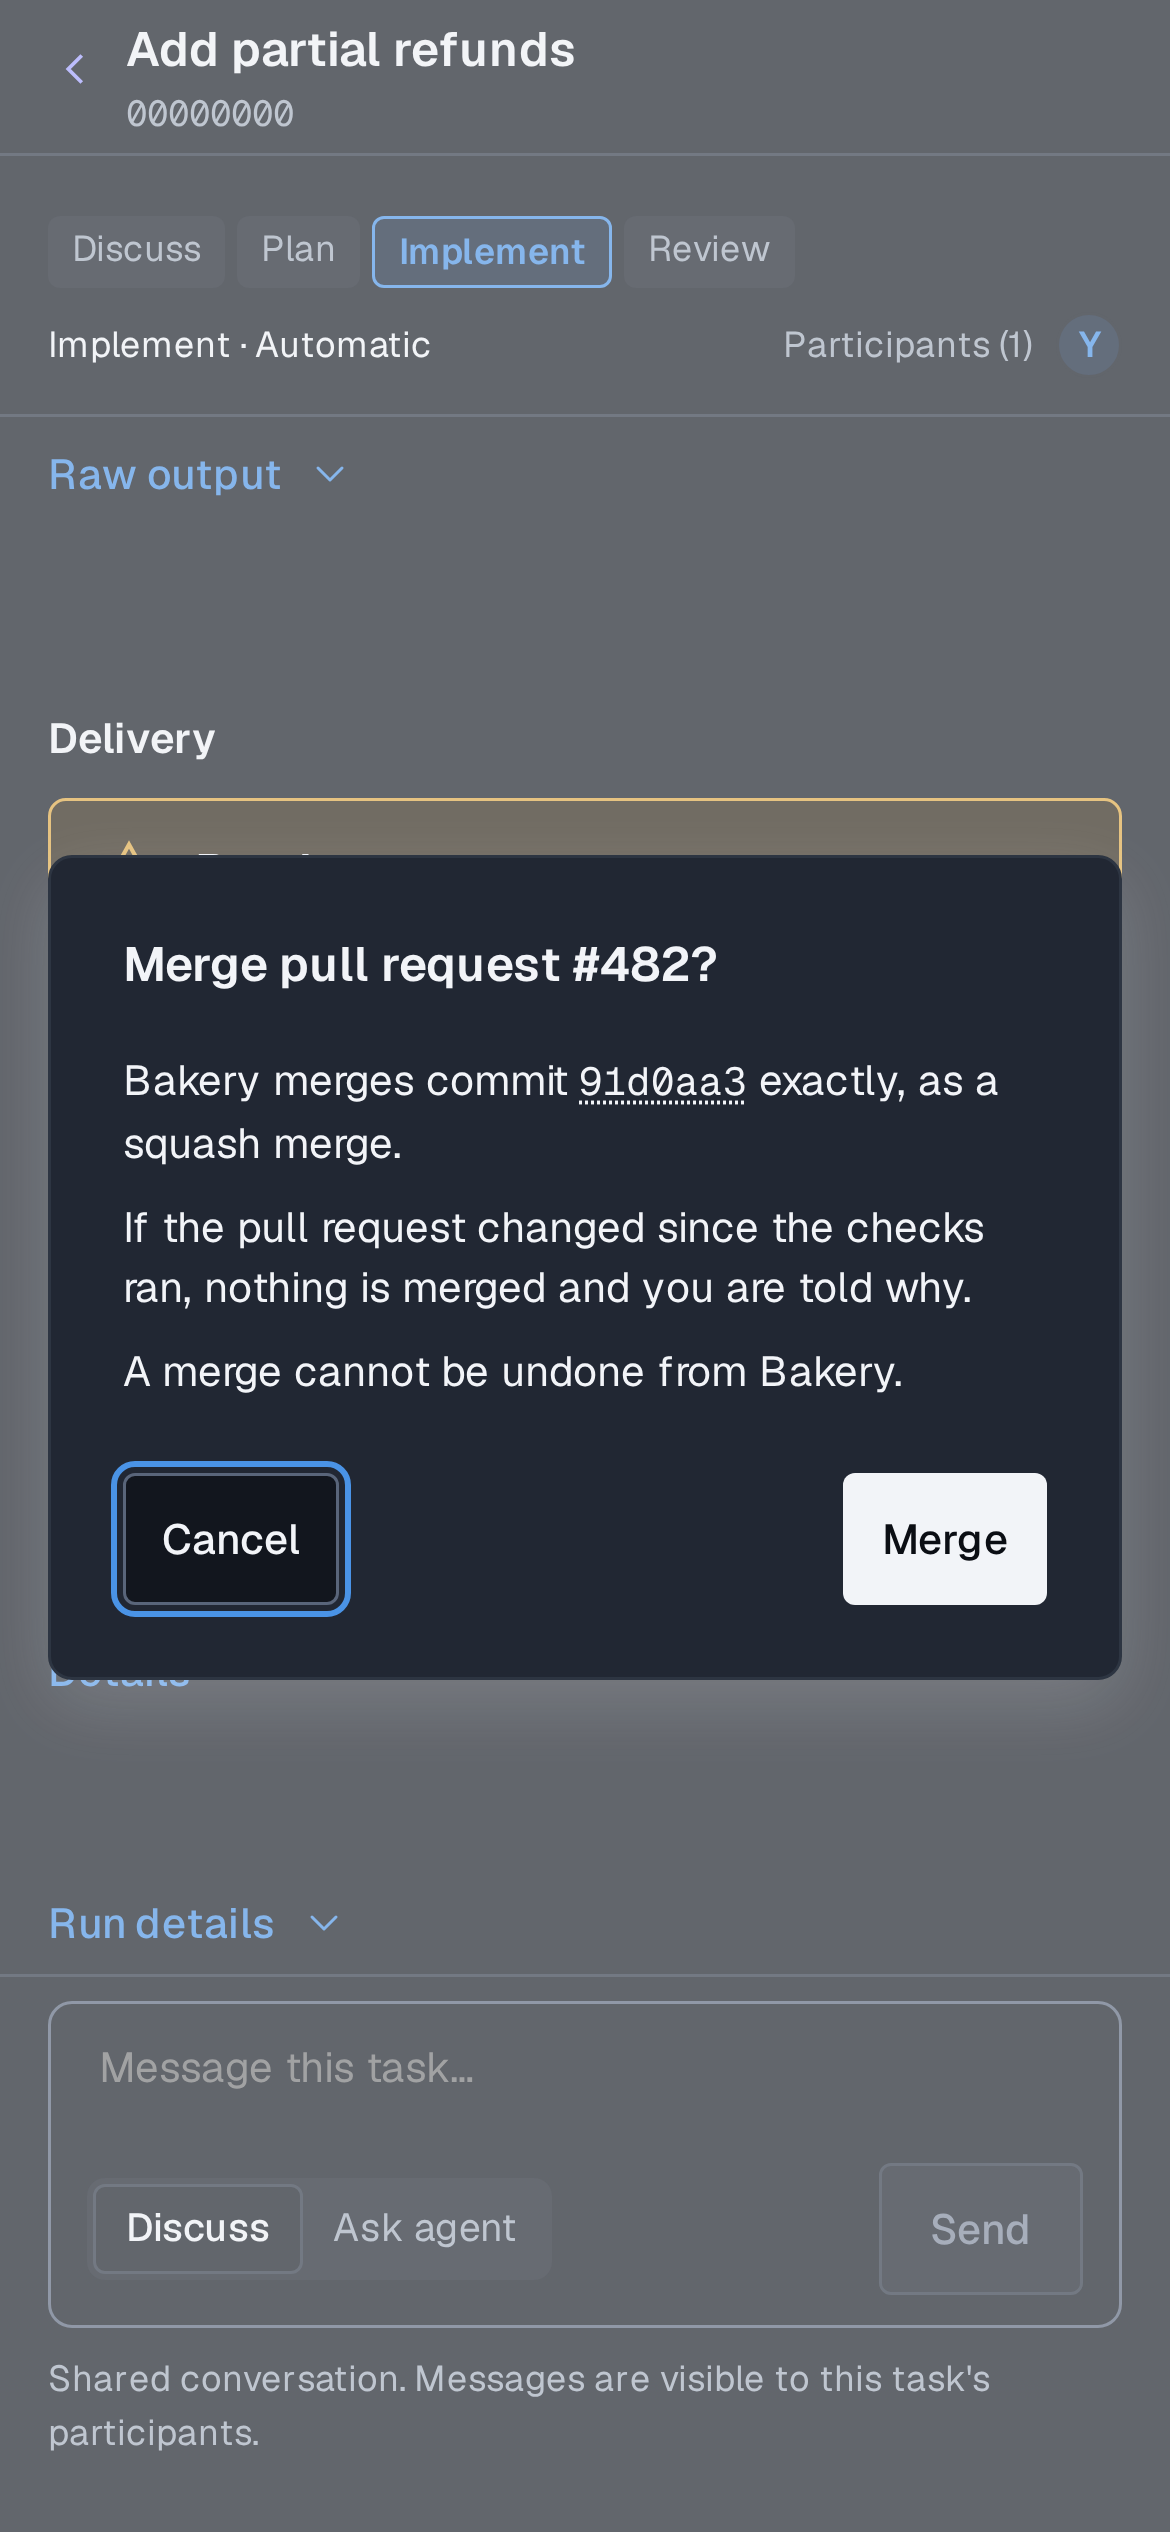 Add partial refunds
00000000
Discuss Plan Implement Review
Implement · Automatic Participants (1) Y
Raw output
Delivery
Merge pull request #482?
Bakery merges commit 91d0aa3 exactly, as a
squash merge.
If the pull request changed since the checks
ran, nothing is merged and you are told why.
A merge cannot be undone from Bakery.
Cancel Merge
Details
Run details
Message this task…
Discuss Ask agent Send
Shared conversation. Messages are visible to this task's
participants.